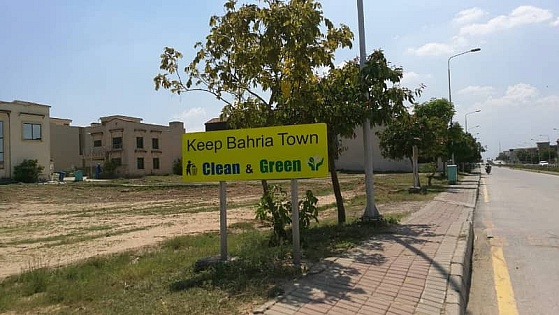 Keep Bahria Town
Clean & Green